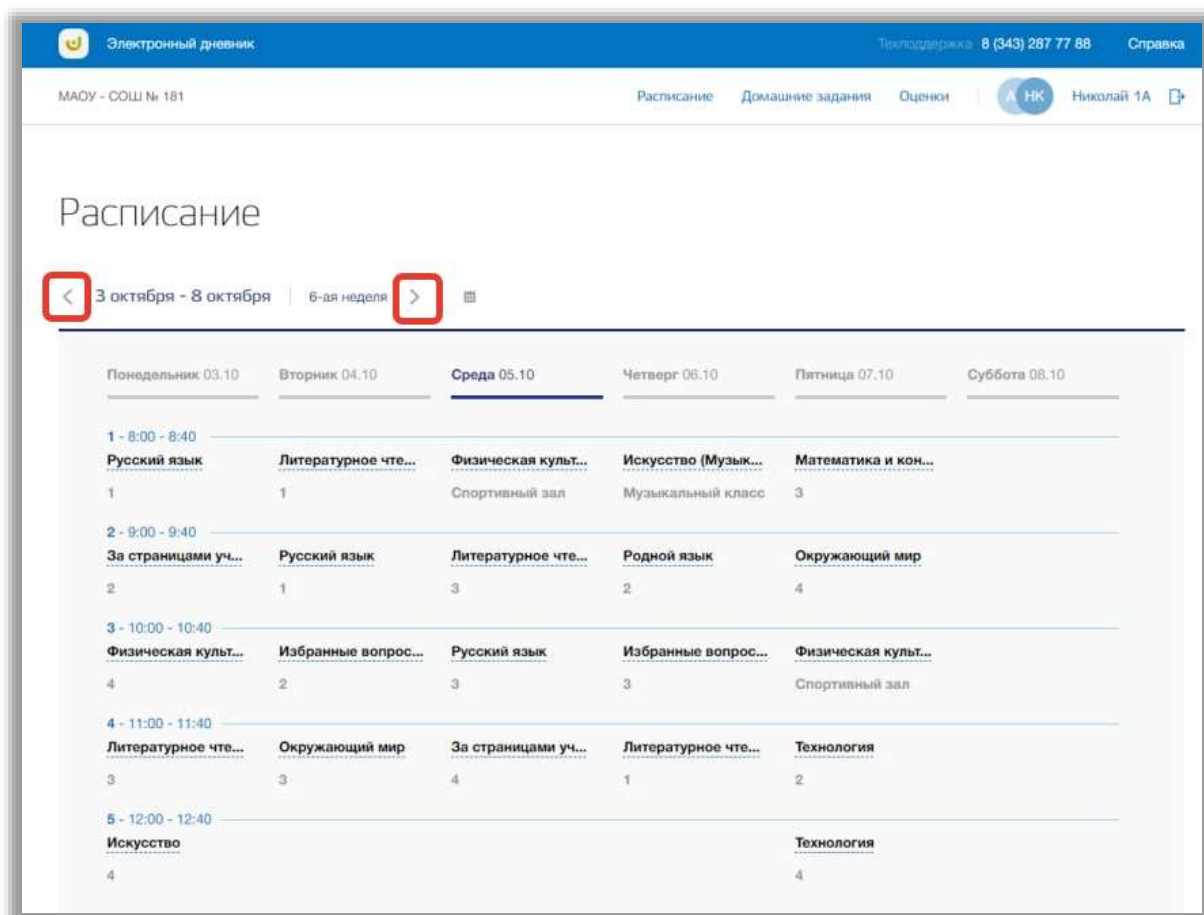 Электронный дневник Техподдержка 8 (343) 287 77 88 Справка
МАОУ - СОШ № 181 Расписание Домашние задания Оценки А НК Николай 1А
Расписание
3 октября - 8 октября 6-ая неделя
Понедельник 03.10 Вторник 04.10 Среда 05.10 Четверг 06.10 Пятница 07.10 Суббота 08.10
1 - 8:00 - 8:40
Русский язык Литературное чте... Физическая культ... Искусство (Музык... Математика и кон...
1 1 Спортивный зал Музыкальный класс 3
2 - 9:00 - 9:40
За страницами уч... Русский язык Литературное чте... Родной язык Окружающий мир
2 1 3 2 4
3 - 10:00 - 10:40
Физическая культ... Избранные вопрос... Русский язык Избранные вопрос... Физическая культ...
4 2 3 3 Спортивный зал
4 - 11:00 - 11:40
Литературное чте... Окружающий мир За страницами уч... Литературное чте... Технология
3 3 4 1 2
5 - 12:00 - 12:40
Искусство Технология
4 4